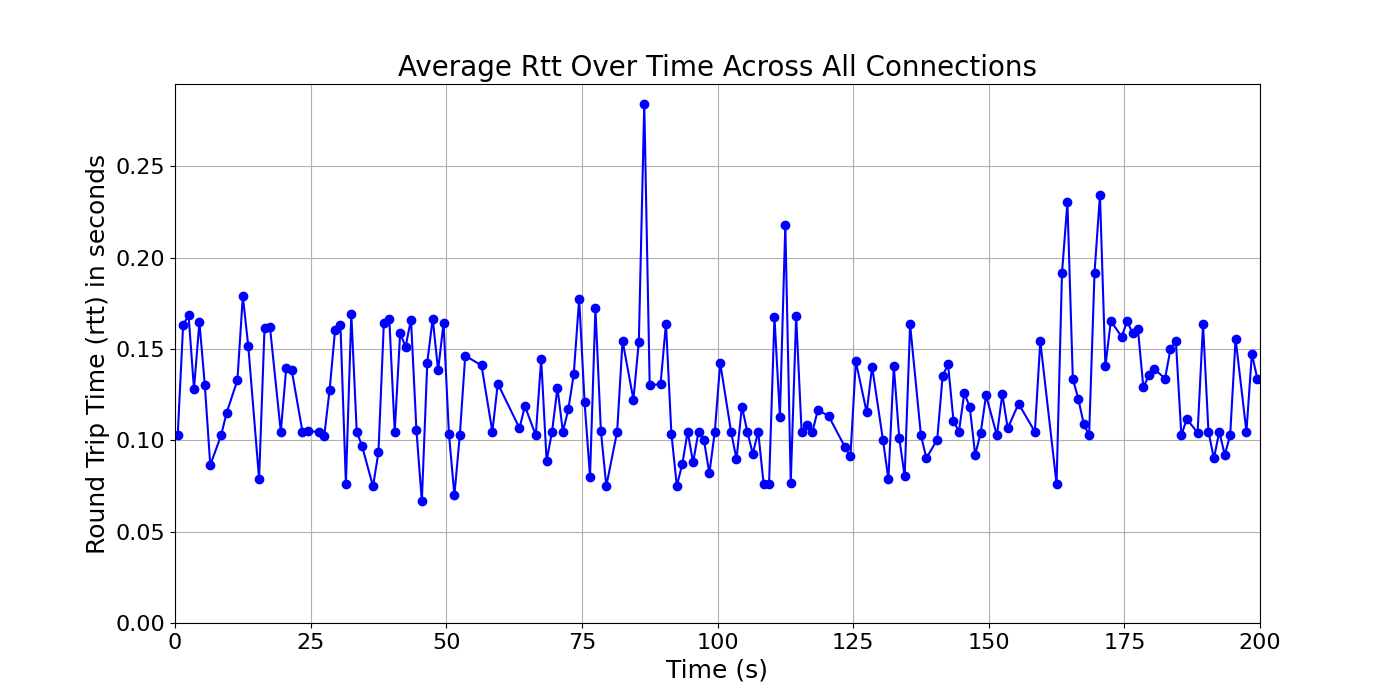 Average Rtt Over Time Across All Connections
Round Trip Time (rtt) in seconds
0.25
0.20
0.15
0.10
0.05
0.00
0 25 50 75 100 125 150 175 200
Time (s)